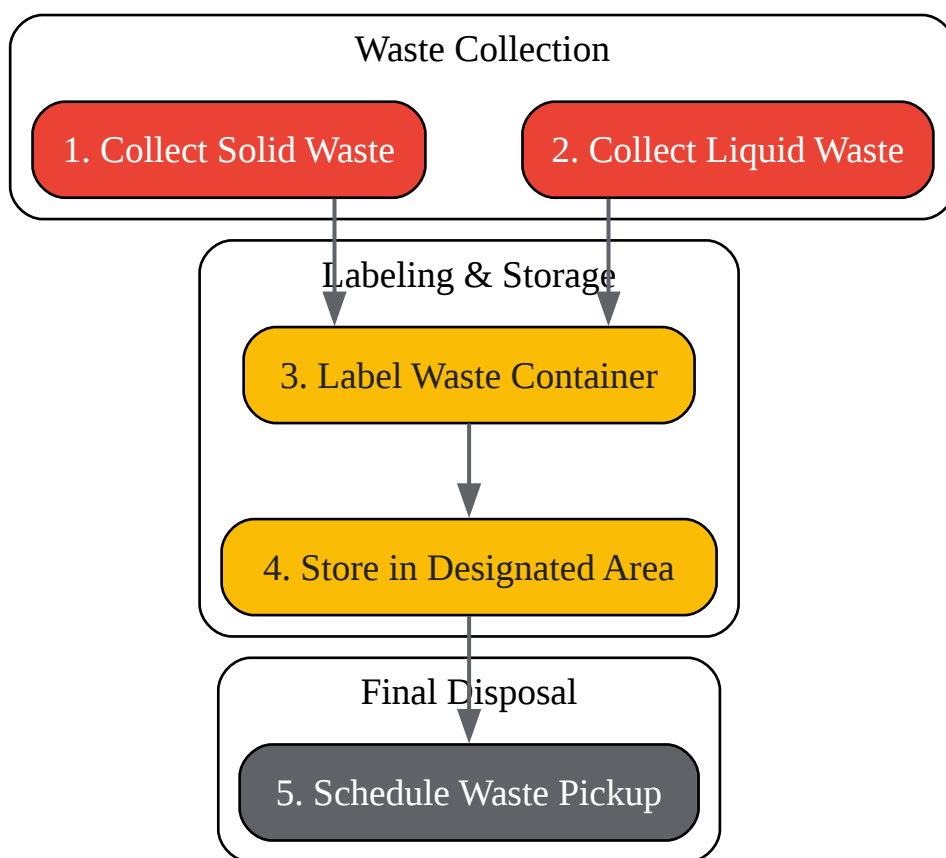 Waste Collection
1. Collect Solid Waste
2. Collect Liquid Waste
Labeling & Storage
3. Label Waste Container
4. Store in Designated Area
Final Disposal
5. Schedule Waste Pickup